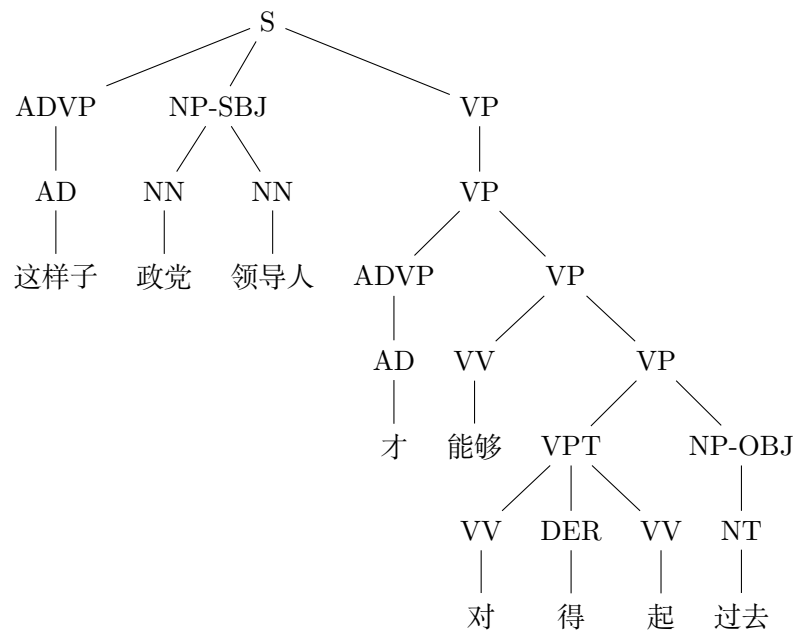 S
ADVP NP-SBJ VP
AD NN NN VP
这样子 政党 领导人 ADVP VP
AD VV VP
才 能够 VPT NP-OBJ
VV DER VV NT
对 得 起 过去